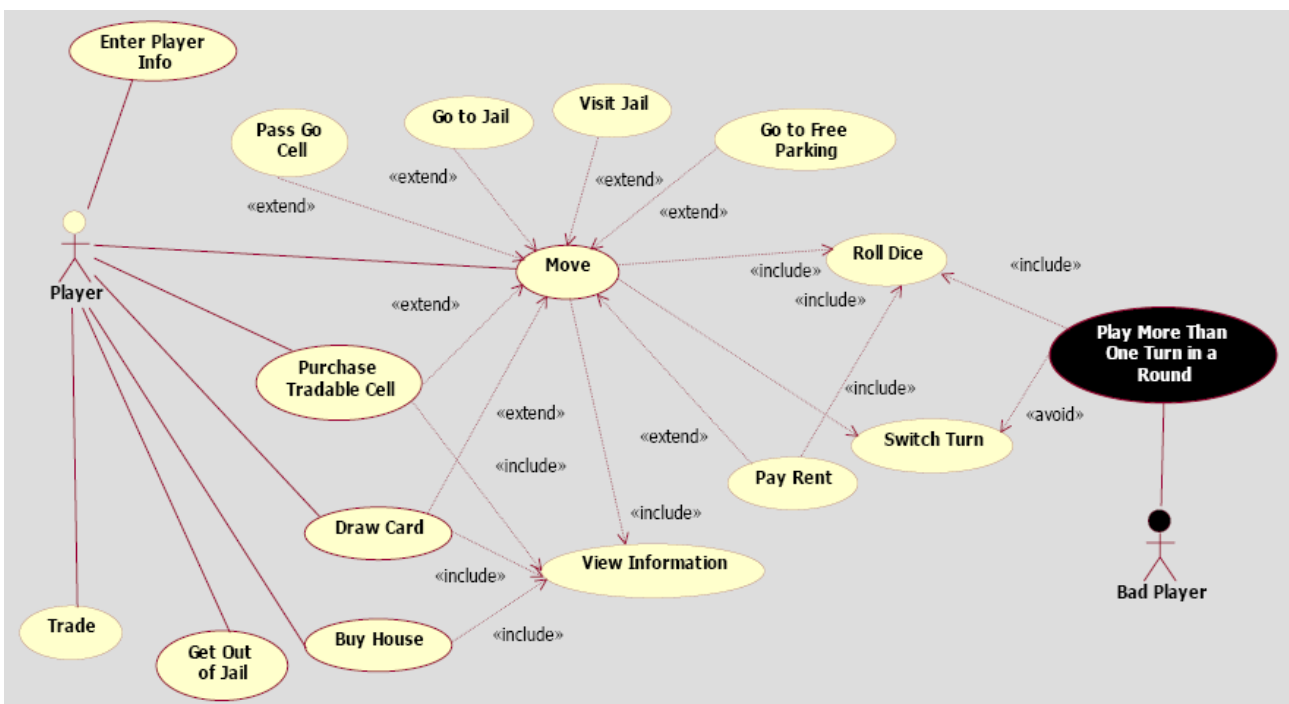 Enter Player
Info
Pass Go
Cell
Go to Jail
Visit Jail
Go to Free
Parking
«extend»
«extend»
«extend»
«extend»
Player
Move
Roll Dice
«include»
«include»
«include»
«extend»
Purchase
Tradable Cell
Play More Than
One Turn in a
Round
«include»
«extend»
«avoid»
«extend»
Switch Turn
«include»
Pay Rent
Draw Card
«include»
View Information
«include»
Bad Player
Trade
Get Out
of Jail
Buy House
«include»